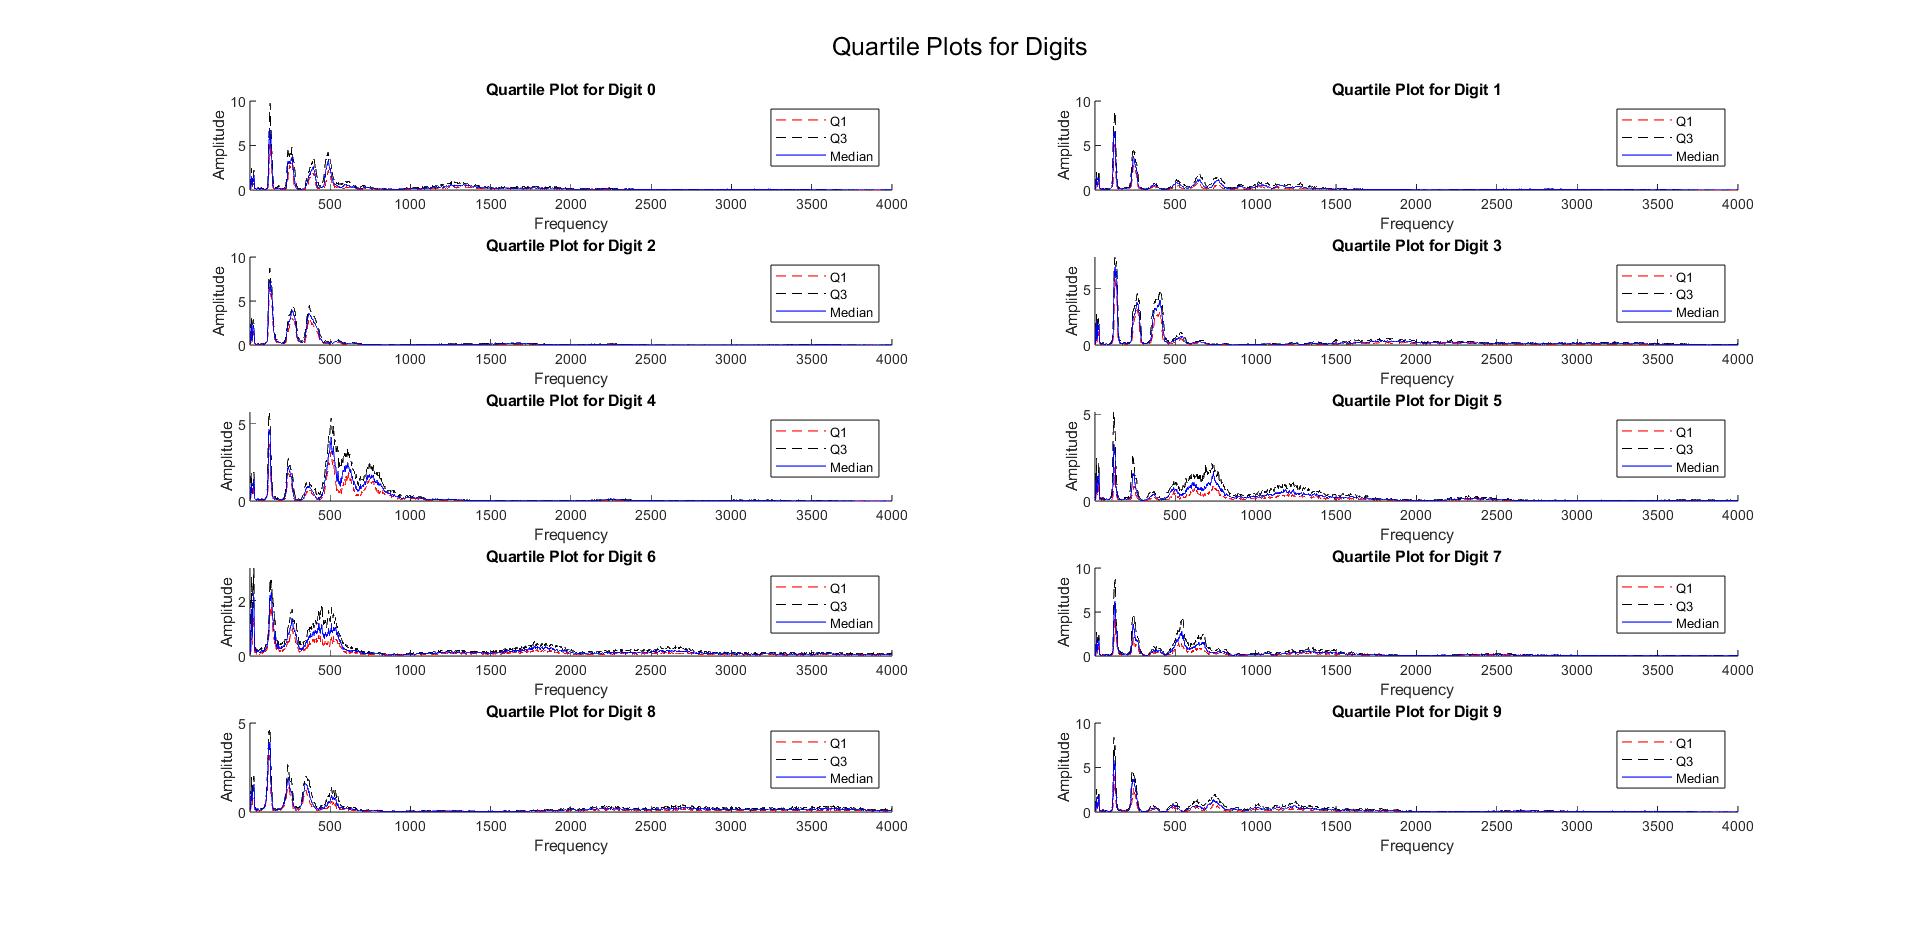 Quartile Plots for Digits
Quartile Plot for Digit 0
10
5
0
Amplitude
Q1
Q3
Median
500 1000 1500 2000 2500 3000 3500 4000
Frequency
Quartile Plot for Digit 1
10
5
0
Amplitude
Q1
Q3
Median
500 1000 1500 2000 2500 3000 3500 4000
Frequency
Quartile Plot for Digit 2
10
5
0
Amplitude
Q1
Q3
Median
500 1000 1500 2000 2500 3000 3500 4000
Frequency
Quartile Plot for Digit 3
5
0
Amplitude
Q1
Q3
Median
500 1000 1500 2000 2500 3000 3500 4000
Frequency
Quartile Plot for Digit 4
5
0
Amplitude
Q1
Q3
Median
500 1000 1500 2000 2500 3000 3500 4000
Frequency
Quartile Plot for Digit 5
5
0
Amplitude
Q1
Q3
Median
500 1000 1500 2000 2500 3000 3500 4000
Frequency
Quartile Plot for Digit 6
2
0
Amplitude
Q1
Q3
Median
500 1000 1500 2000 2500 3000 3500 4000
Frequency
Quartile Plot for Digit 7
10
5
0
Amplitude
Q1
Q3
Median
500 1000 1500 2000 2500 3000 3500 4000
Frequency
Quartile Plot for Digit 8
5
0
Amplitude
Q1
Q3
Median
500 1000 1500 2000 2500 3000 3500 4000
Frequency
Quartile Plot for Digit 9
10
5
0
Amplitude
Q1
Q3
Median
500 1000 1500 2000 2500 3000 3500 4000
Frequency